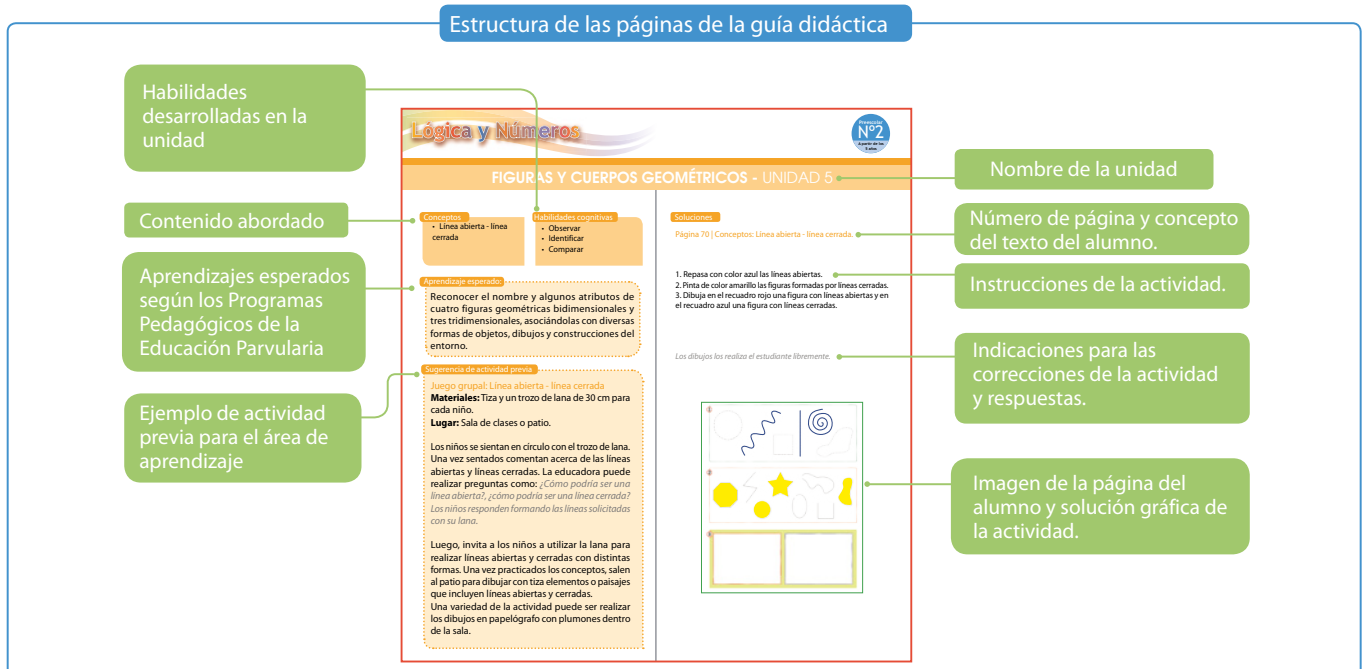 Estructura de las páginas de la guía didáctica
Habilidades
desarrolladas en la
unidad
Contenido abordado
Aprendizajes esperados
según los Programas
Pedagógicos de la
Educación Parvularia
Ejemplo de actividad
previa para el área de
aprendizaje
Lógica y Números
Preescolar
Nº2
A partir de los
5 años
FIGURAS Y CUERPOS GEOMÉTRICOS - UNIDAD 5
Conceptos
• Línea abierta - línea
cerrada
Habilidades cognitivas
• Observar
• Identificar
• Comparar
Aprendizaje esperado:
Reconocer el nombre y algunos atributos de
cuatro figuras geométricas bidimensionales y
tres tridimensionales, asociándolas con diversas
formas de objetos, dibujos y construcciones del
entorno.
Sugerencia de actividad previa
Juego grupal: Línea abierta - línea cerrada
Materiales: Tiza y un trozo de lana de 30 cm para
cada niño.
Lugar: Sala de clases o patio.
Los niños se sientan en círculo con el trozo de lana.
Una vez sentados comentan acerca de las líneas
abiertas y líneas cerradas. La educadora puede
realizar preguntas como: ¿Cómo podría ser una
línea abierta?, ¿cómo podría ser una línea cerrada?
Los niños responden formando las líneas solicitadas
con su lana.
Luego, invita a los niños a utilizar la lana para
realizar líneas abiertas y cerradas con distintas
formas. Una vez practicados los conceptos, salen
al patio para dibujar con tiza elementos o paisajes
que incluyen líneas abiertas y cerradas.
Una variedad de la actividad puede ser realizar
los dibujos en papelógrafo con plumones dentro
de la sala.
Soluciones
Página 70 | Conceptos: Línea abierta - línea cerrada.
1. Repasa con color azul las líneas abiertas.
2. Pinta de color amarillo las figuras formadas por líneas cerradas.
3. Dibuja en el recuadro rojo una figura con líneas abiertas y en
el recuadro azul una figura con líneas cerradas.
Los dibujos los realiza el estudiante libremente.
1
2
3
Nombre de la unidad
Número de página y concepto
del texto del alumno.
Instrucciones de la actividad.
Indicaciones para las
correcciones de la actividad
y respuestas.
Imagen de la página del
alumno y solución gráfica de
la actividad.